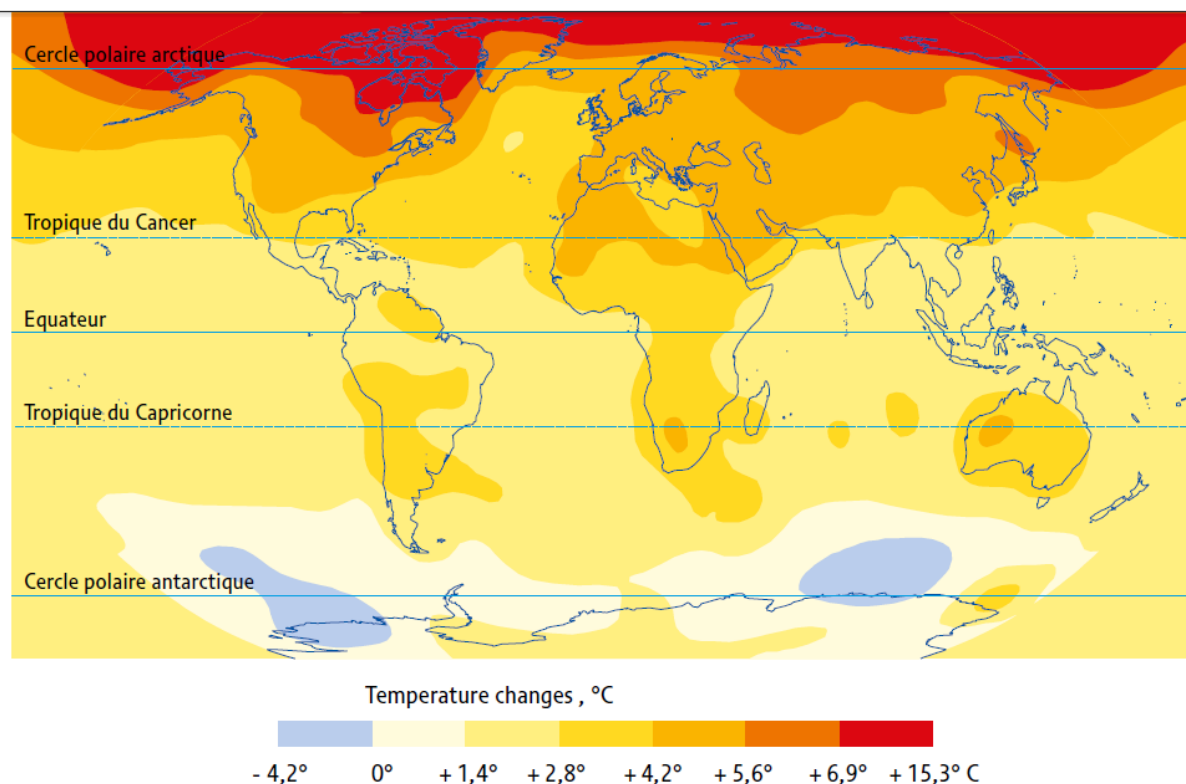 Cercle polaire arctique
Tropique du Cancer
Equateur
Tropique du Capricorne
Cercle polaire antarctique
Temperature changes , °C
- 4,2° 0° + 1,4° + 2,8° + 4,2° + 5,6° + 6,9° + 15,3° C